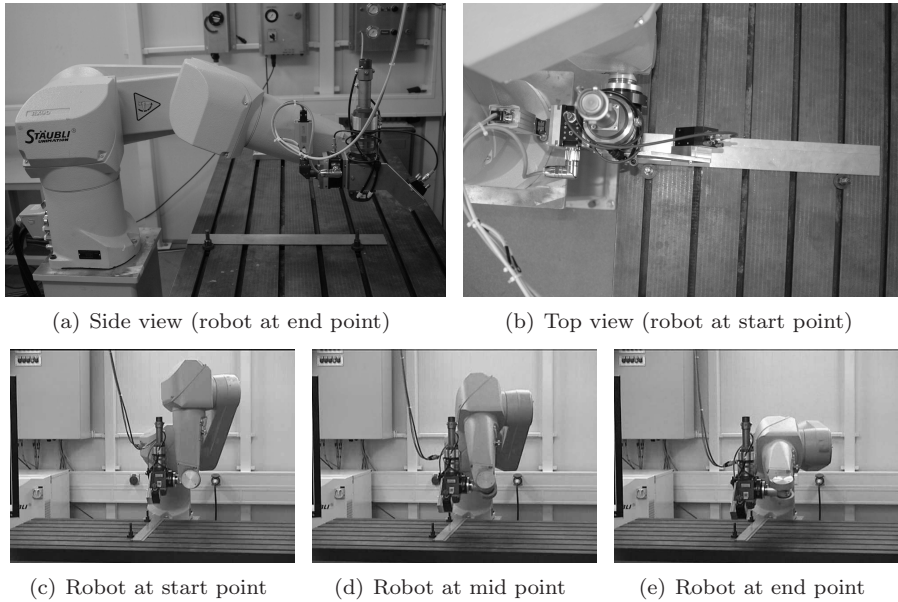 STÄUBLI
(a) Side view (robot at end point)
(b) Top view (robot at start point)
(c) Robot at start point
(d) Robot at mid point
(e) Robot at end point